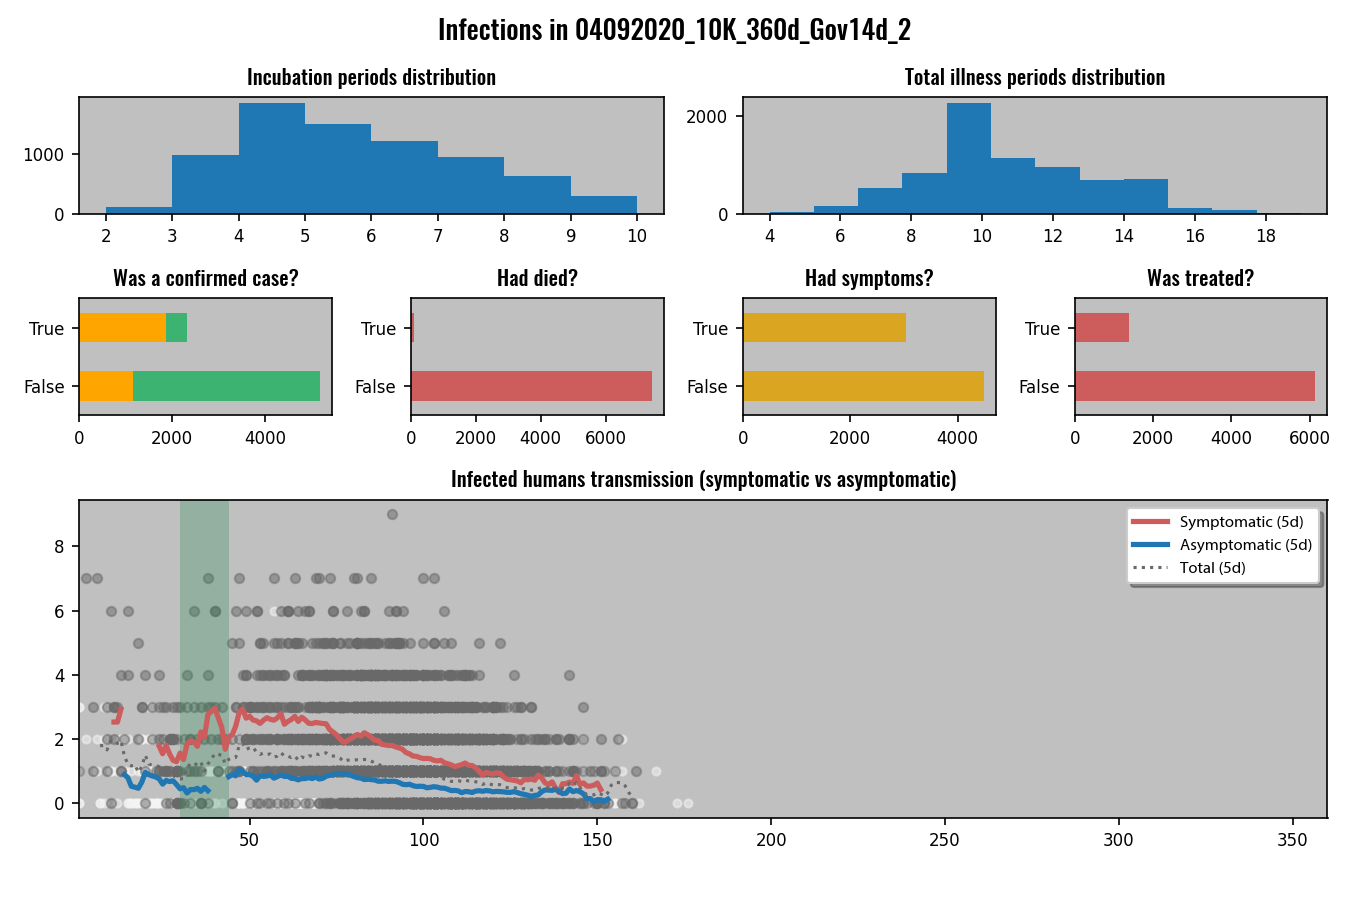 Infections in 04092020_10K_360d_Gov14d_2
Incubation periods distribution
Total illness periods distribution
1000
0
2 3 4 5 6 7 8 9 10
2000
0
4 6 8 10 12 14 16 18
Was a confirmed case?
Had died?
Had symptoms?
Was treated?
True
False
0 2000 4000
True
False
0 2000 4000 6000
True
False
0 2000 4000
True
False
0 2000 4000 6000
Infected humans transmission (symptomatic vs asymptomatic)
Symptomatic (5d)
Asymptomatic (5d)
Total (5d)
8
6
4
2
0
50 100 150 200 250 300 350